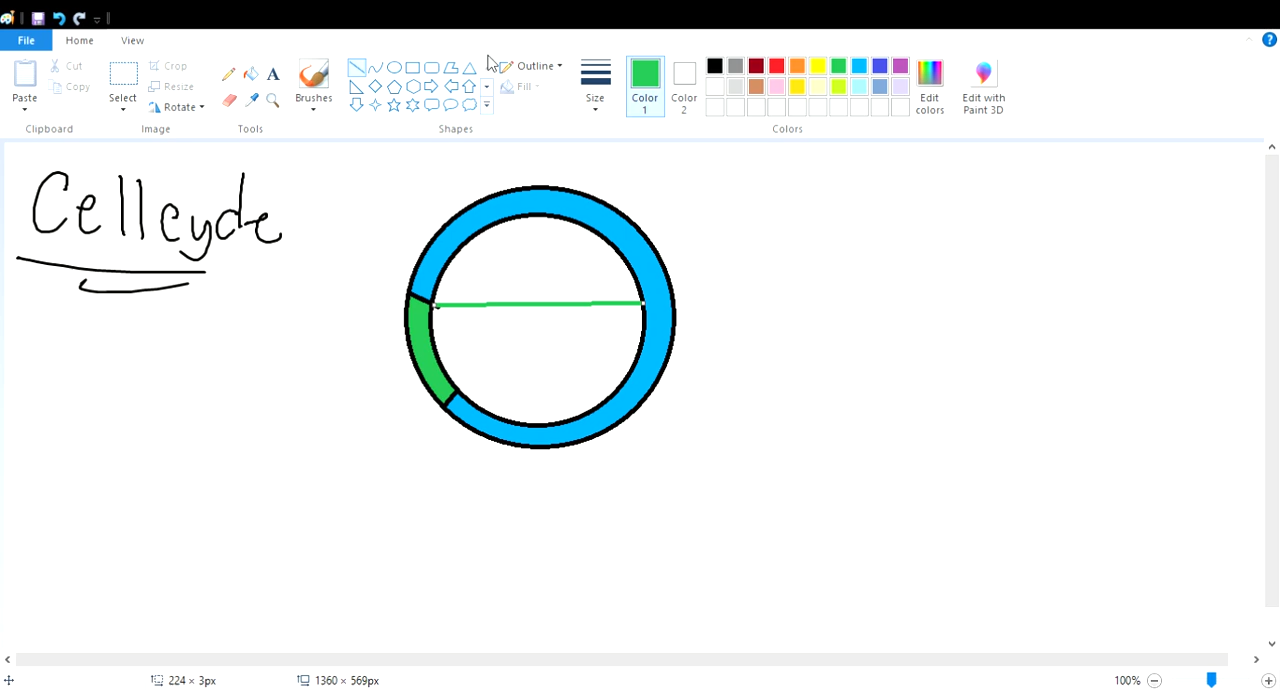 File Home View
Paste Cut Copy Select Crop Resize Rotate A Brushes Outline Fill Size Color 1 Color 2 Edit colors Edit with Paint 3D
Clipboard Image Tools Shapes Colors
Cellcycle
224 × 3px 1360 × 569px 100%